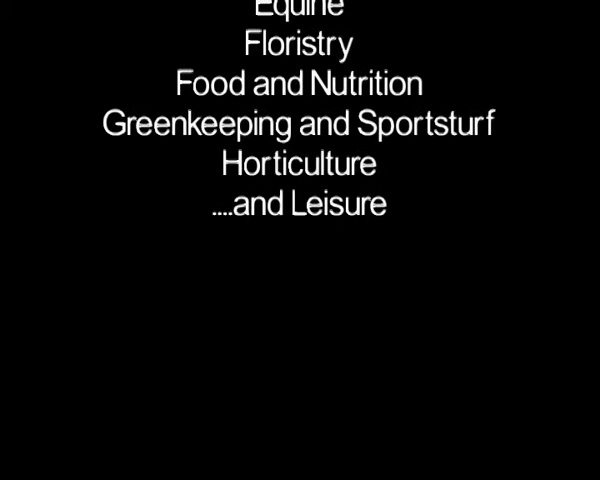 Equine
Floristry
Food and Nutrition
Greenkeeping and Sportsturf
Horticulture
....and Leisure